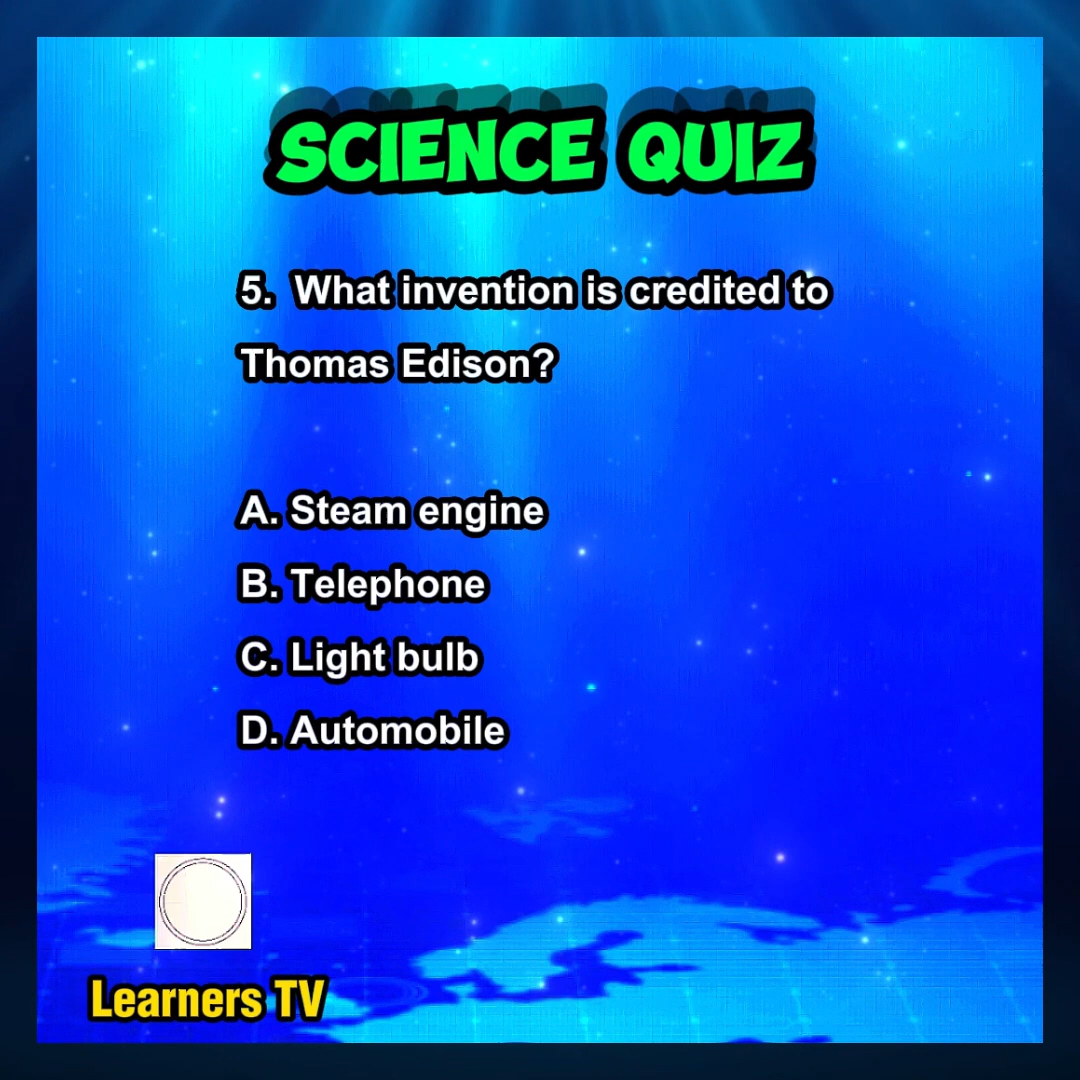 SCIENCE QUIZ
5. What invention is credited to
Thomas Edison?
A. Steam engine
B. Telephone
C. Light bulb
D. Automobile
Learners TV